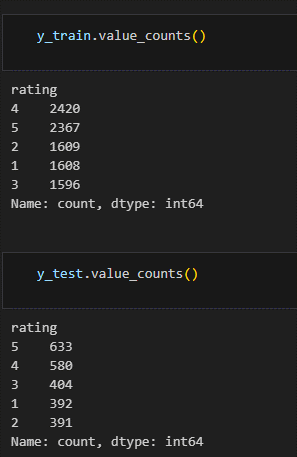 y_train.value_counts()
rating
4    2420
5    2367
2    1609
1    1608
3    1596
Name: count, dtype: int64
y_test.value_counts()
rating
5    633
4    580
3    404
1    392
2    391
Name: count, dtype: int64